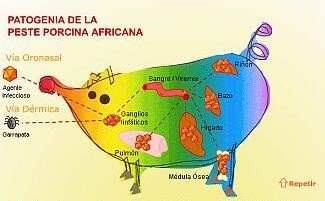 PATOGENIA DE LA
PESTE PORCINA AFRICANA
Vía Oronasal
Agente
Infeccioso
Vía Dérmica
Garrapata
Sangre / Viremia
Riñon
Ganglios
linfáticos
Bazo
Hígado
Pulmón
Médula Ósea
Repetir